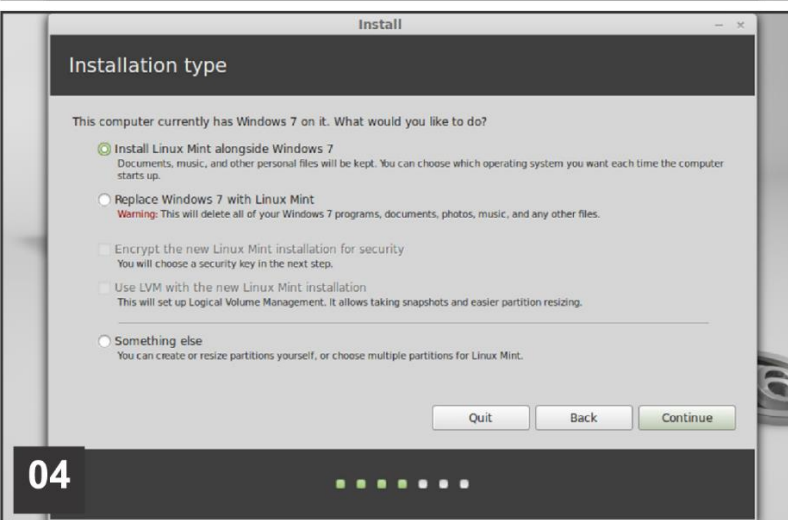 Install
Installation type
This computer currently has Windows 7 on it. What would you like to do?
Install Linux Mint alongside Windows 7
Documents, music, and other personal files will be kept. You can choose which operating system you want each time the computer
starts up.
Replace Windows 7 with Linux Mint
Warning: This will delete all of your Windows 7 programs, documents, photos, music, and any other files.
Encrypt the new Linux Mint installation for security
You will choose a security key in the next step.
Use LVM with the new Linux Mint installation
This will set up Logical Volume Management. It allows taking snapshots and easier partition resizing.
Something else
You can create or resize partitions yourself, or choose multiple partitions for Linux Mint.
Quit Back Continue
04